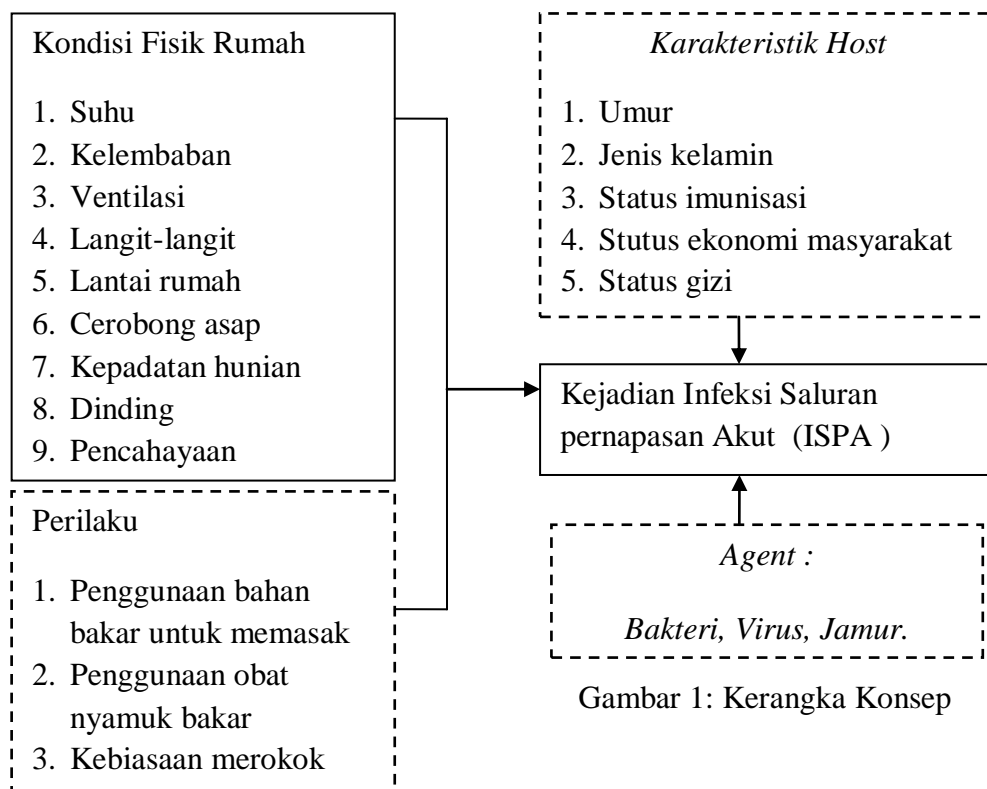 Kondisi Fisik Rumah
1. Suhu
2. Kelembaban
3. Ventilasi
4. Langit-langit
5. Lantai rumah
6. Cerobong asap
7. Kepadatan hunian
8. Dinding
9. Pencahayaan
Perilaku
1. Penggunaan bahan
bakar untuk memasak
2. Penggunaan obat
nyamuk bakar
3. Kebiasaan merokok
Karakteristik Host
1. Umur
2. Jenis kelamin
3. Status imunisasi
4. Stutus ekonomi masyarakat
5. Status gizi
Kejadian Infeksi Saluran
pernapasan Akut (ISPA )
Agent :
Bakteri, Virus, Jamur.
Gambar 1: Kerangka Konsep